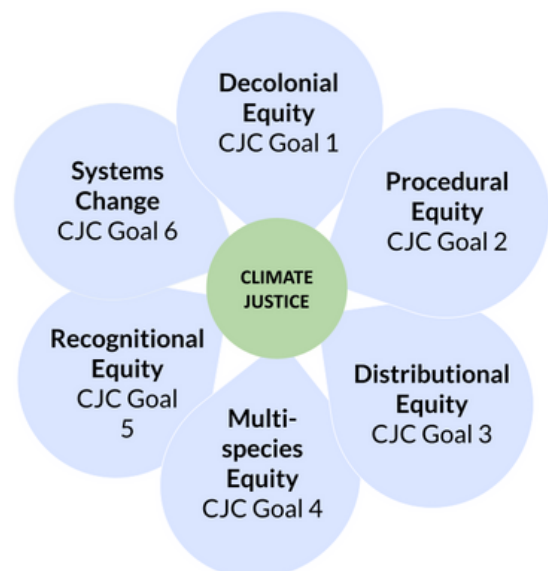 Decolonial
Equity
CJC Goal 1
Procedural
Equity
CJC Goal 2
Distributional
Equity
CJC Goal 3
Multi-
species
Equity
CJC Goal 4
Recognitional
Equity
CJC Goal
5
Systems
Change
CJC Goal 6
CLIMATE
JUSTICE